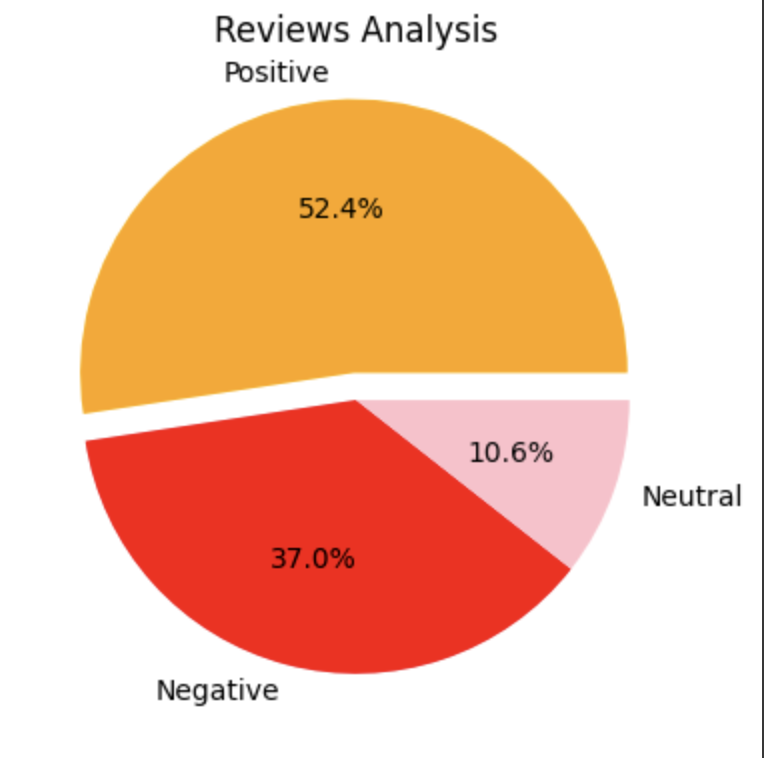 Reviews Analysis
Positive
52.4%
10.6%
Neutral
37.0%
Negative